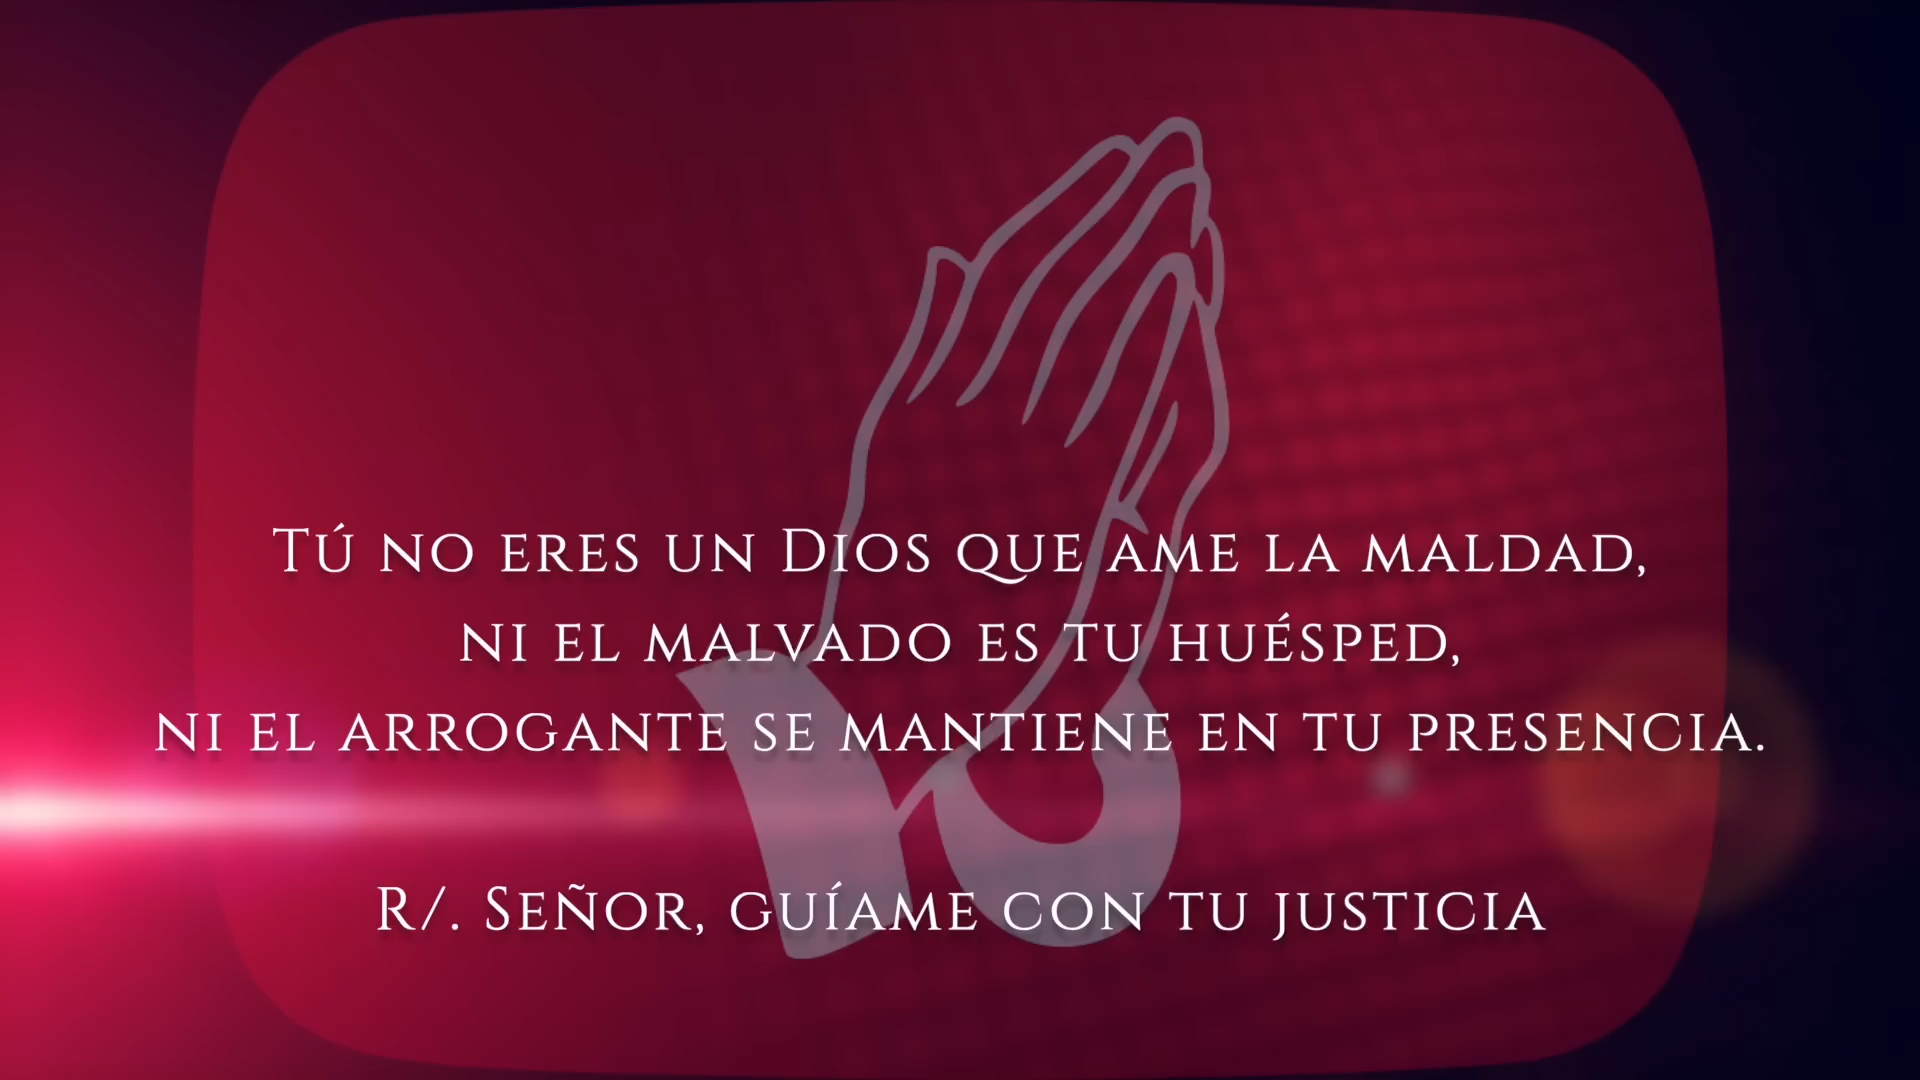 Tú no eres un Dios que ame la maldad,
ni el malvado es tu huésped,
ni el arrogante se mantiene en tu presencia.
R/. Señor, guíame con tu justicia